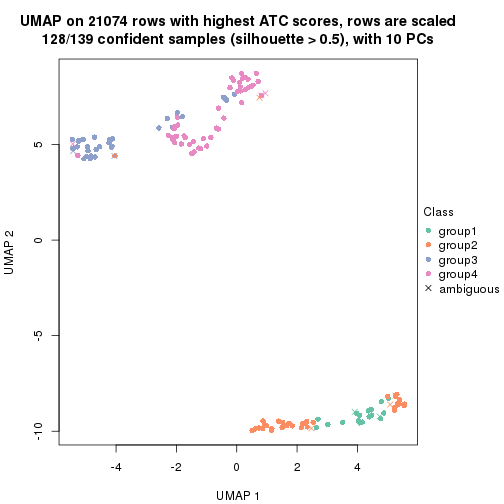 UMAP on 21074 rows with highest ATC scores, rows are scaled
128/139 confident samples (silhouette > 0.5), with 10 PCs
UMAP 2
5
0
-5
-10
-4
-2
0
2
4
UMAP 1
Class
group1
group2
group3
group4
ambiguous